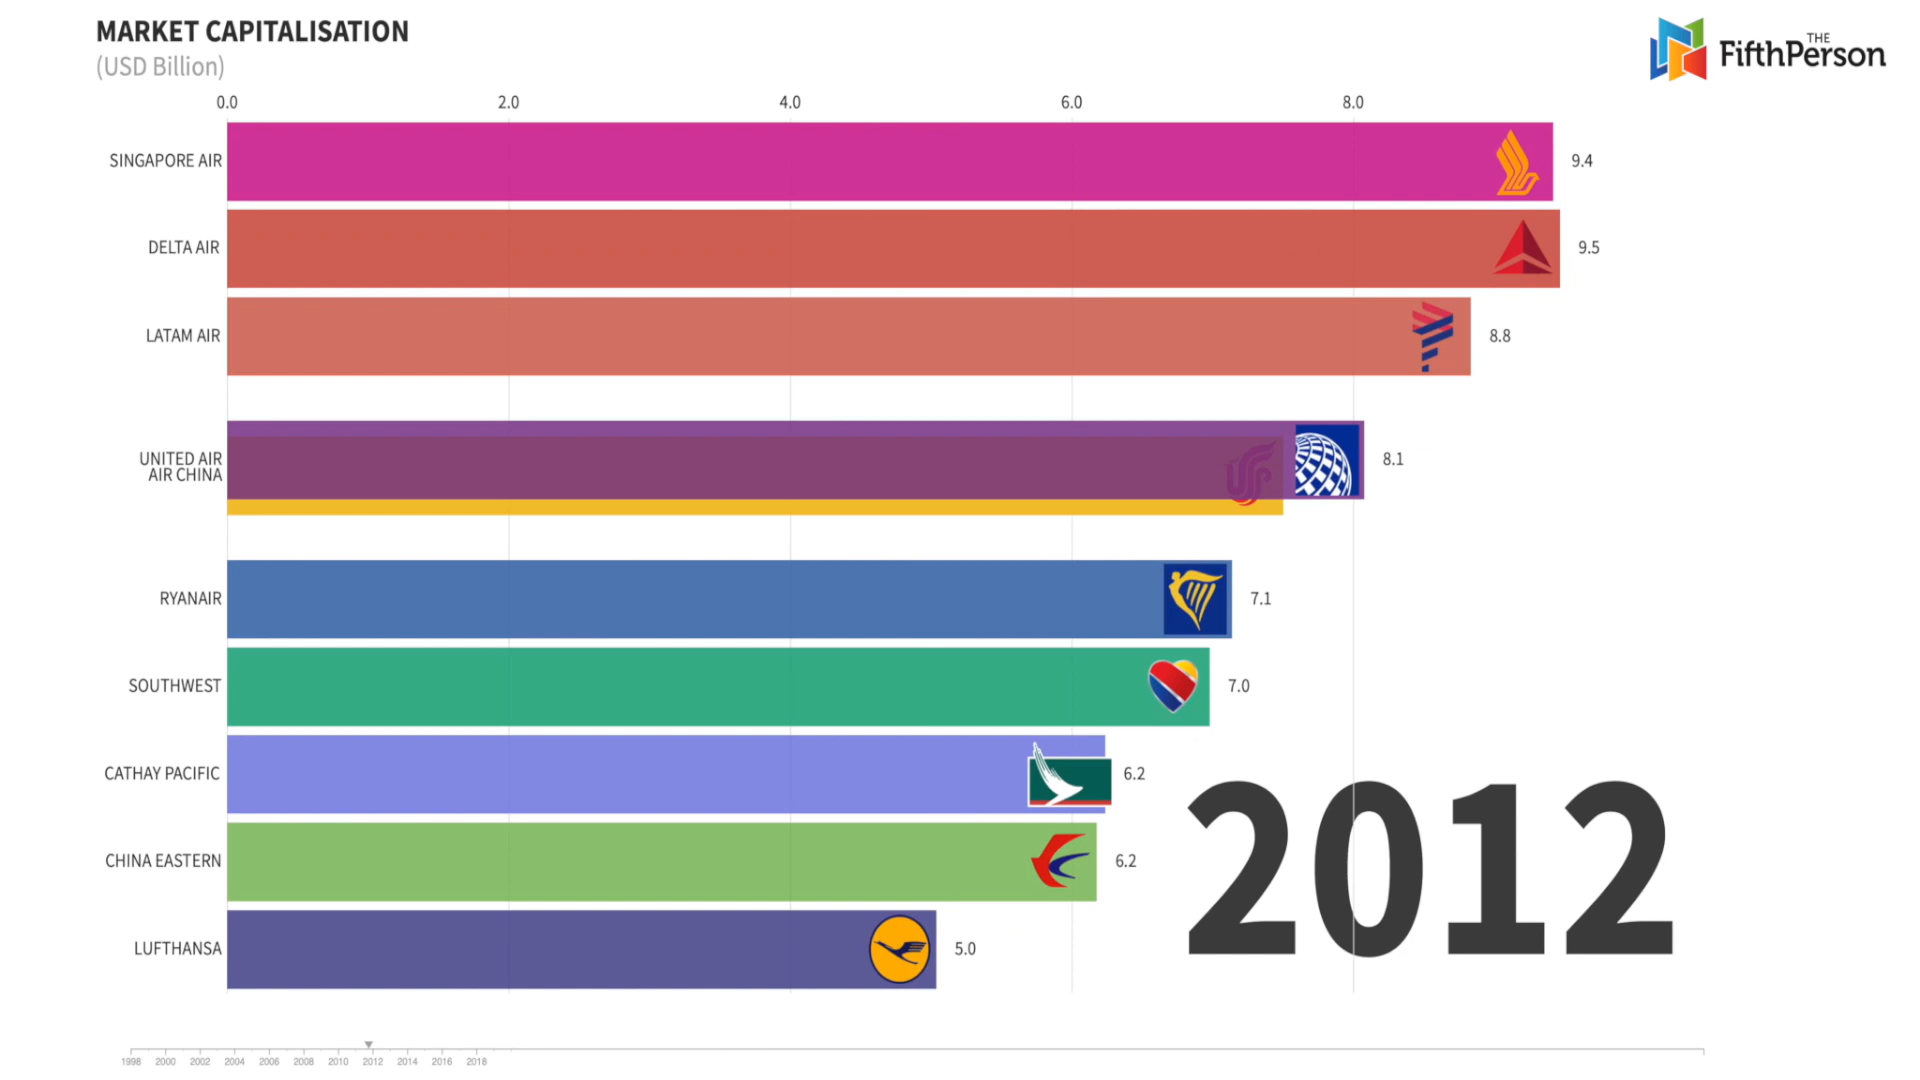 MARKET CAPITALISATION
(USD Billion)
THE
FifthPerson
0.0 2.0 4.0 6.0 8.0
SINGAPORE AIR 9.4
DELTA AIR 9.5
LATAM AIR 8.8
UNITED AIR 8.1
AIR CHINA
RYANAIR 7.1
SOUTHWEST 7.0
CATHAY PACIFIC 6.2
CHINA EASTERN 6.2
LUFTHANSA 5.0
2012
1998 2000 2002 2004 2006 2008 2010 2012 2014 2016 2018